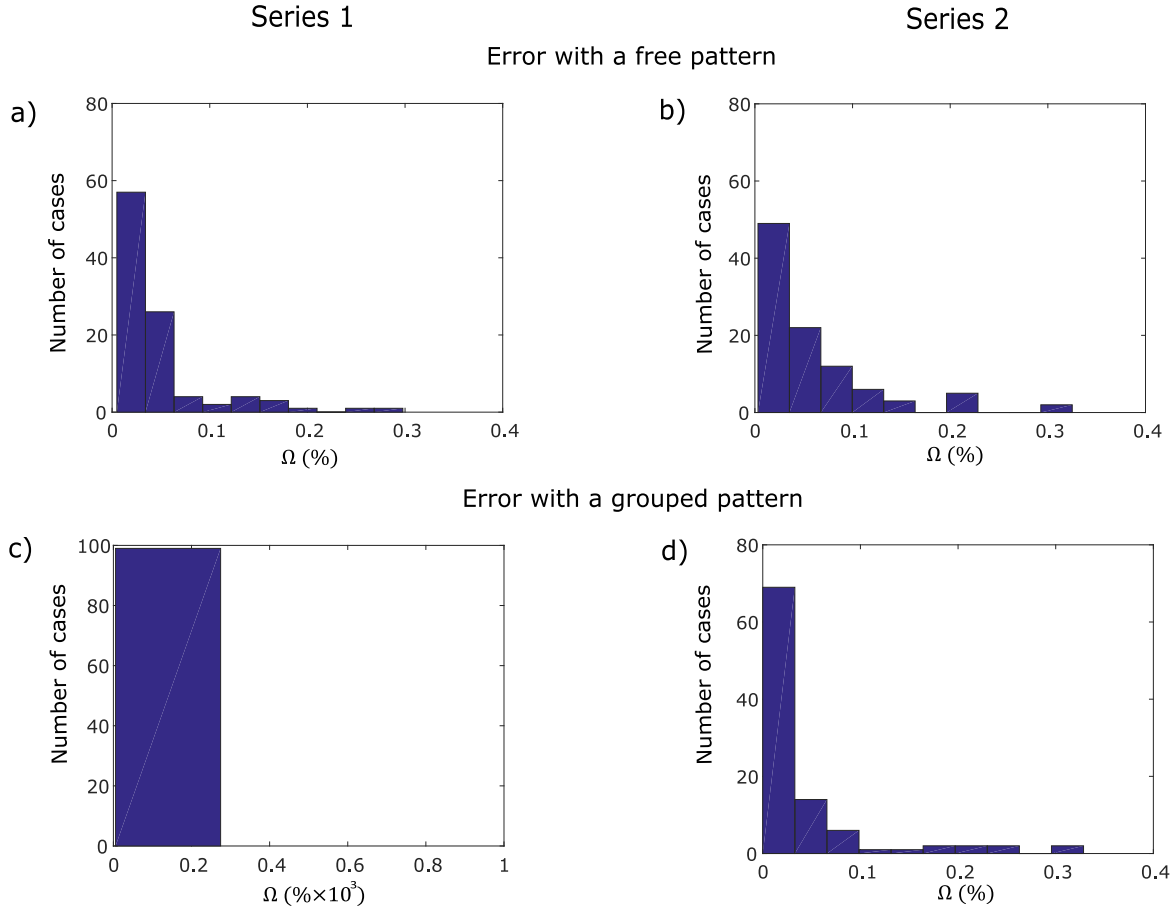 Series 1
Series 2
Error with a free pattern
a)
80
60
40
20
0
Number of cases
0 0.1 0.2 0.3 0.4
Ω (%)
b)
80
60
40
20
0
Number of cases
0 0.1 0.2 0.3 0.4
Ω (%)
Error with a grouped pattern
c)
100
80
60
40
20
0
Number of cases
0 0.2 0.4 0.6 0.8 1
Ω (%×10³)
d)
80
60
40
20
0
Number of cases
0 0.1 0.2 0.3 0.4
Ω (%)